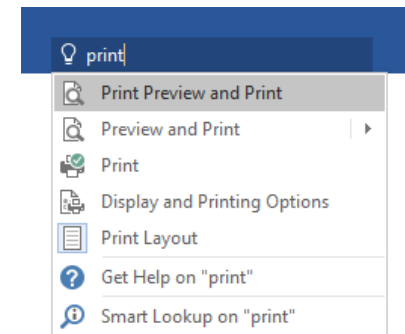 print
Print Preview and Print
Preview and Print
Print
Display and Printing Options
Print Layout
Get Help on "print"
Smart Lookup on "print"